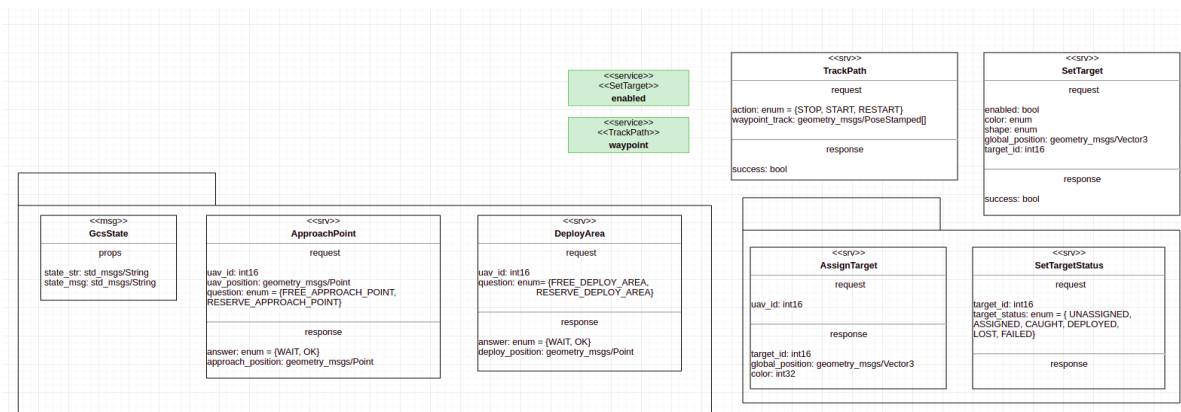 <<service>>
<<SetTarget>>
enabled
<<service>>
<<TrackPath>>
waypoint
<<srv>>
TrackPath
request
action: enum = {STOP, START, RESTART}
waypoint_track: geometry_msgs/PoseStamped[]
response
success: bool
<<srv>>
SetTarget
request
enabled: bool
color: enum
shape: enum
global_position: geometry_msgs/Vector3
target_id: int16
response
success: bool
<<msg>>
GcsState
props
state_str: std_msgs/String
state_msg: std_msgs/String
<<srv>>
ApproachPoint
request
uav_id: int16
uav_position: geometry_msgs/Point
question: enum = {FREE_APPROACH_POINT,
RESERVE_APPROACH_POINT}
response
answer: enum = {WAIT, OK}
approach_position: geometry_msgs/Point
<<srv>>
DeployArea
request
uav_id: int16
question: enum= {FREE_DEPLOY_AREA,
RESERVE_DEPLOY_AREA}
response
answer: enum = {WAIT, OK}
deploy_position: geometry_msgs/Point
<<srv>>
AssignTarget
request
uav_id: int16
response
target_id: int16
global_position: geometry_msgs/Vector3
color: int32
<<srv>>
SetTargetStatus
request
target_id: int16
target_status: enum = { UNASSIGNED,
ASSIGNED, CAUGHT, DEPLOYED,
LOST, FAILED}
response